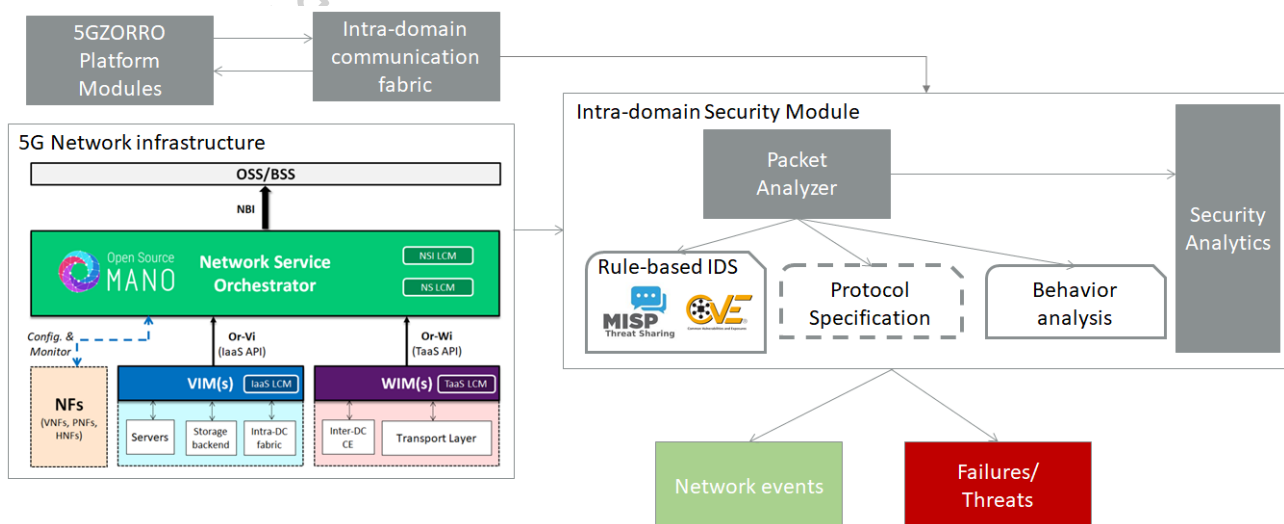 5GZORRO
Platform
Modules
Intra-domain
communication
fabric
5G Network infrastructure
OSS/BSS
NBI
Open Source
MANO
Network Service
Orchestrator
NSI LCM
NS LCM
Config. &
Monitor
Or-Vi
(IaaS API)
Or-Wi
(TaaS API)
NFs
(VNFs, PNFs,
HNFs)
VIM(s)
IaaS LCM
Servers
Storage
backend
Intra-DC
fabric
WIM(s)
TaaS LCM
Inter-DC
CE
Transport Layer
Intra-domain Security Module
Packet
Analyzer
Security
Analytics
Rule-based IDS
MISP
Threat Sharing
CVE
Common Vulnerabilities and Exposures
Protocol
Specification
Behavior
analysis
Network events
Failures/
Threats